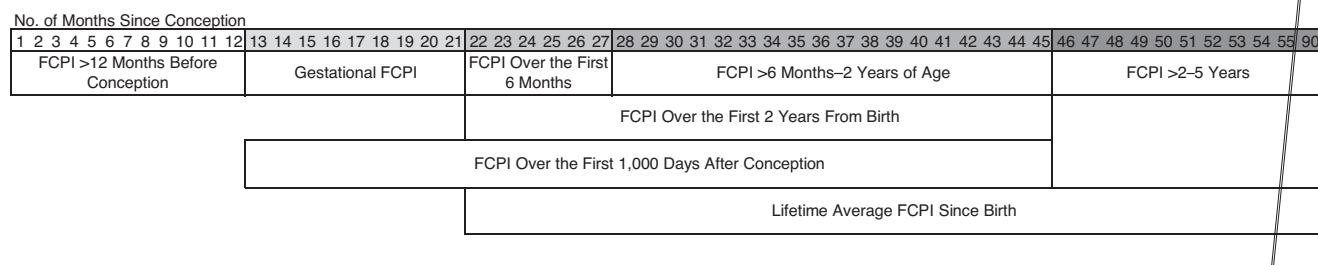 No. of Months Since Conception
1 2 3 4 5 6 7 8 9 10 11 12 13 14 15 16 17 18 19 20 21 22 23 24 25 26 27 28 29 30 31 32 33 34 35 36 37 38 39 40 41 42 43 44 45 46 47 48 49 50 51 52 53 54 55 90
FCPI >12 Months Before
Conception
Gestational FCPI
FCPI Over the First
6 Months
FCPI >6 Months–2 Years of Age
FCPI >2–5 Years
FCPI Over the First 2 Years From Birth
FCPI Over the First 1,000 Days After Conception
Lifetime Average FCPI Since Birth